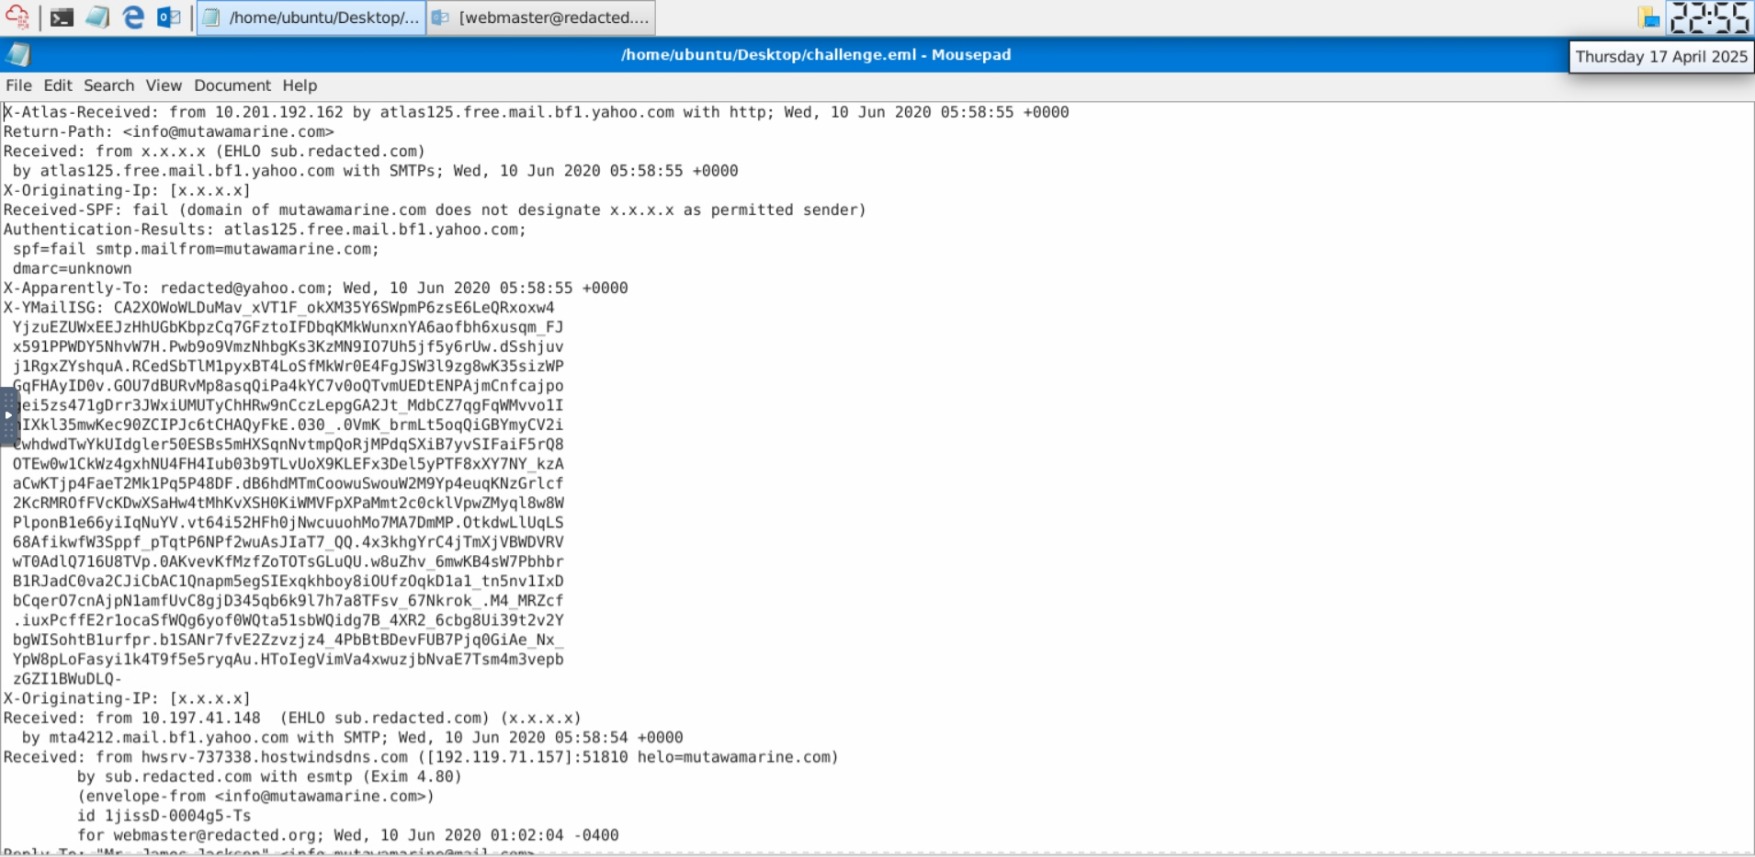 /home/ubuntu/Desktop/... [webmaster@redacted.... 22:55
/home/ubuntu/Desktop/challenge.eml - Mousepad
Thursday 17 April 2025
File Edit Search View Document Help
X-Atlas-Received: from 10.201.192.162 by atlas125.free.mail.bf1.yahoo.com with http; Wed, 10 Jun 2020 05:58:55 +0000
Return-Path: <info@mutawamarine.com>
Received: from x.x.x.x (EHLO sub.redacted.com)
by atlas125.free.mail.bf1.yahoo.com with SMTPs; Wed, 10 Jun 2020 05:58:55 +0000
X-Originating-Ip: [x.x.x.x]
Received-SPF: fail (domain of mutawamarine.com does not designate x.x.x.x as permitted sender)
Authentication-Results: atlas125.free.mail.bf1.yahoo.com;
spf=fail smtp.mailfrom=mutawamarine.com;
dmarc=unknown
X-Apparently-To: redacted@yahoo.com; Wed, 10 Jun 2020 05:58:55 +0000
X-YMailISG: CA2XOWoWLDuMav_xVT1F_okXM35Y6SWpmP6zsE6LeQRxoxw4
YjzuEZUWxEEJzHhUGbKbpzCq7GFztoIFDbqKMkWunxnYA6aofbh6xusqm_FJ
x591PPWDY5NhvW7H.Pwb9o9VmzNhbgKs3KzMN9IO7Uh5jf5y6rUw.dSshjuv
j1RgxZYshquA.RCedSbTlM1pyxBT4LoSfMkWr0E4FgJSW3l9zg8wK35sizWP
GqFHAyID0v.GOU7dBURvMp8asqQiPa4kYC7v0oQTvmUEDtENPAjmCnfcajpo
ei5zs471gDrr3JWxiUMUTyChHRw9nCczLepgGA2Jt_MdbCZ7qgFqWMvvo1I
IXkl35mwKec90ZCIPJc6tCHAQyFkE.030_.0VmK_brmLt5oqQiGBYmyCV2i
whdwdTwYkUIdgler50ESBs5mHXSqnNvtmpQoRjMPdqSXiB7yvSIFaiF5rQ8
OTEw0w1CkWz4gxhNU4FH4Iub03b9TLvUoX9KLEFx3Del5yPTF8xXY7NY_kzA
aCwKTjp4FaeT2Mk1Pq5P48DF.dB6hdMTmCoowuSwouW2M9Yp4euqKNzGrlcf
2KcRMROfFVcKDwXSaHw4tMhKvXSH0KiWMVFpXPaMmt2c0cklVpwZMyql8w8W
PlponB1e66yiIqNuYV.vt64i52HFh0jNwcuuohMo7MA7DmMP.OtkdwLlUqLS
68AfikwfW3Sppf_pTqtP6NPf2wuAsJIaT7_QQ.4x3khgYrC4jTmXjVBWDVRV
wT0AdlQ716U8TVp.0AKvevKfMzfZoTOTsGLuQU.w8uZhv_6mwKB4sW7Pbhbr
B1RJadC0va2CJiCbAC1Qnapm5egSIExqkhboy8iOUfzOqkD1a1_tn5nv1IxD
bCqerO7cnAjpN1amfUvC8gjD345qb6k9l7h7a8TFsv_67Nkrok_.M4_MRZcf
.iuxPcffE2r1ocaSfWQg6yof0WQta51sbWQidg7B_4XR2_6cbg8Ui39t2v2Y
bgWISohtB1urfpr.b1SANr7fvE2Zzvzjz4_4PbBtBDevFUB7Pjq0GiAe_Nx_
YpW8pLoFasyi1k4T9f5e5ryqAu.HToIegVimVa4xwuzjbNvaE7Tsm4m3vepb
zGZI1BWuDLQ-
X-Originating-IP: [x.x.x.x]
Received: from 10.197.41.148  (EHLO sub.redacted.com) (x.x.x.x)
by mta4212.mail.bf1.yahoo.com with SMTP; Wed, 10 Jun 2020 05:58:54 +0000
Received: from hwsrv-737338.hostwindsdns.com ([192.119.71.157]:51810 helo=mutawamarine.com)
by sub.redacted.com with esmtp (Exim 4.80)
(envelope-from <info@mutawamarine.com>)
id 1jissD-0004g5-Ts
for webmaster@redacted.org; Wed, 10 Jun 2020 01:02:04 -0400
Reply-To: "Mr. James Jackson" <info.mutawamarine@mail.com>